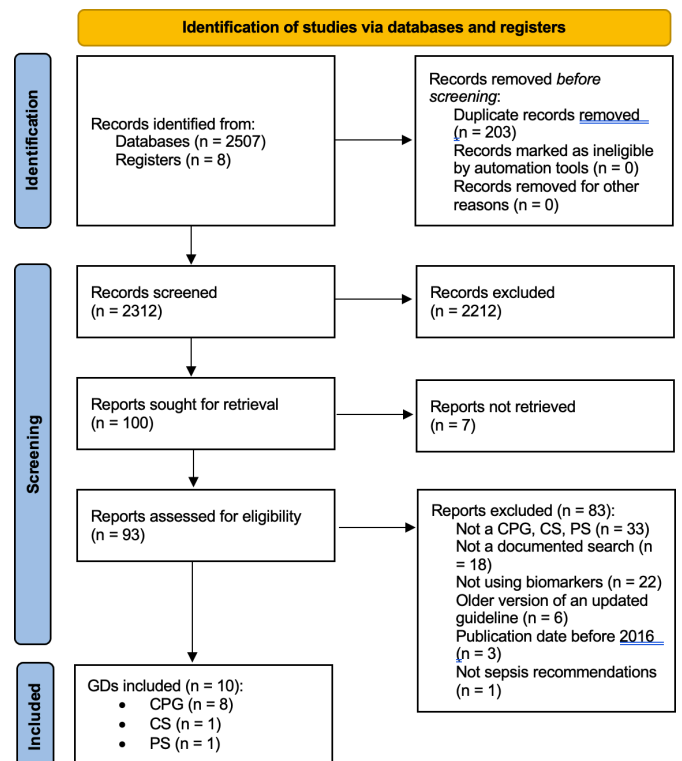 Identification of studies via databases and registers
Identification
Records identified from:
Databases (n = 2507)
Registers (n = 8)
Records removed before
screening:
Duplicate records removed
(n = 203)
Records marked as ineligible
by automation tools (n = 0)
Records removed for other
reasons (n = 0)
Screening
Records screened
(n = 2312)
Records excluded
(n = 2212)
Reports sought for retrieval
(n = 100)
Reports not retrieved
(n = 7)
Reports assessed for eligibility
(n = 93)
Reports excluded (n = 83):
Not a CPG, CS, PS (n = 33)
Not a documented search (n
= 18)
Not using biomarkers (n = 22)
Older version of an updated
guideline (n = 6)
Publication date before 2016
(n = 3)
Not sepsis recommendations
(n = 1)
Included
GDs included (n = 10):
• CPG (n = 8)
• CS (n = 1)
• PS (n = 1)